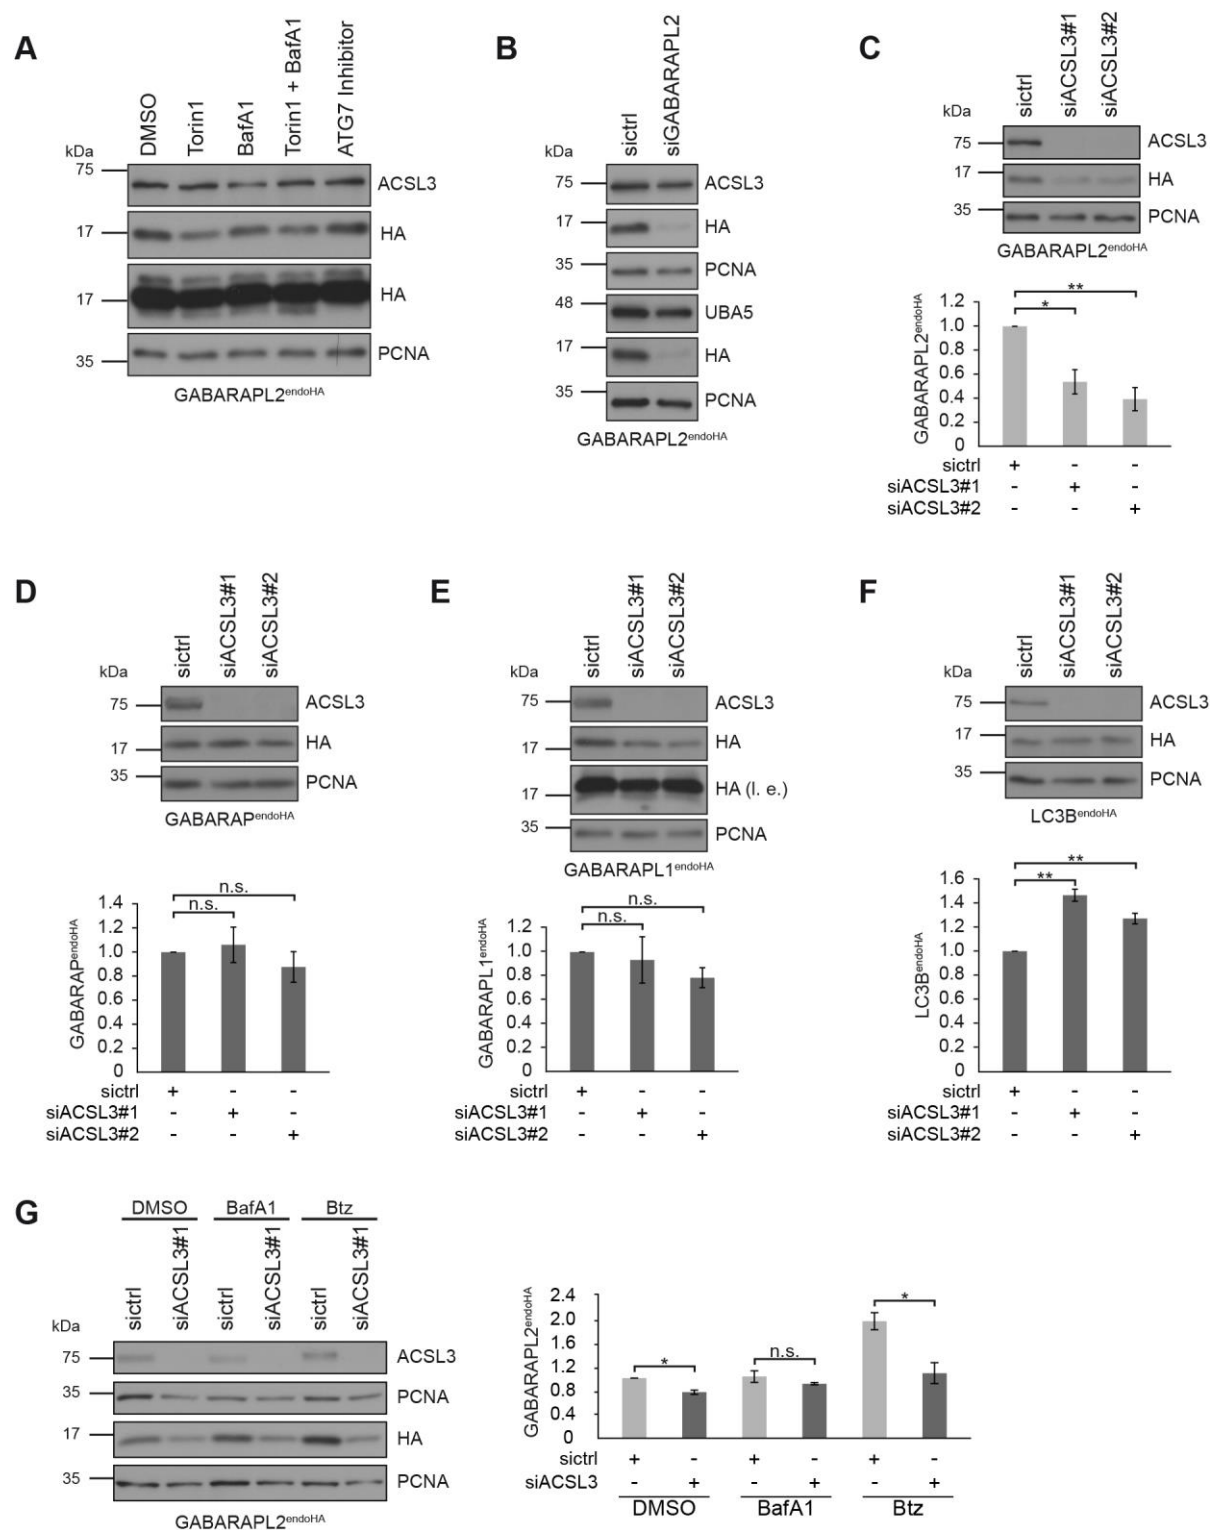 A
DMSO
Torin1
BafA1
Torin1 + BafA1
ATG7 Inhibitor
kDa
75
ACSL3
17
HA
17
HA
35
PCNA
GABARAPL2endoHA
B
sictrl
siGABARAPL2
kDa
75
ACSL3
17
HA
35
PCNA
48
UBA5
17
HA
35
PCNA
GABARAPL2endoHA
C
sictrl
siACSL3#1
siACSL3#2
kDa
75
ACSL3
17
HA
35
PCNA
GABARAPL2endoHA
**
*
1.2
1
0.8
0.6
0.4
0.2
0
GABARAPL2endoHA
sictrl + - -
siACSL3#1 - + -
siACSL3#2 - - +
D
sictrl
siACSL3#1
siACSL3#2
kDa
75
ACSL3
17
HA
35
PCNA
GABARAPendoHA
n.s.
n.s.
1.4
1.2
1.0
0.8
0.6
0.4
0.2
0
GABARAPendoHA
sictrl + - -
siACSL3#1 - + -
siACSL3#2 - - +
E
sictrl
siACSL3#1
siACSL3#2
kDa
75
ACSL3
17
HA
17
HA (l. e.)
35
PCNA
GABARAPL1endoHA
n.s.
n.s.
1.2
1.0
0.8
0.6
0.4
0.2
0
GABARAPL1endoHA
sictrl + - -
siACSL3#1 - + -
siACSL3#2 - - +
F
sictrl
siACSL3#1
siACSL3#2
kDa
75
ACSL3
17
HA
35
PCNA
LC3BendoHA
**
**
1.6
1.4
1.2
1.0
0.8
0.6
0.4
0.2
0
LC3BendoHA
sictrl + - -
siACSL3#1 - + -
siACSL3#2 - - +
G
DMSO BafA1 Btz
sictrl
siACSL3#1
sictrl
siACSL3#1
sictrl
siACSL3#1
kDa
75
ACSL3
35
PCNA
17
HA
35
PCNA
GABARAPL2endoHA
2.4
2.0
1.6
1.2
0.8
0.4
0
GABARAPL2endoHA
*
n.s.
*
sictrl + - + - + -
siACSL3 - + - + - +
DMSO BafA1 Btz